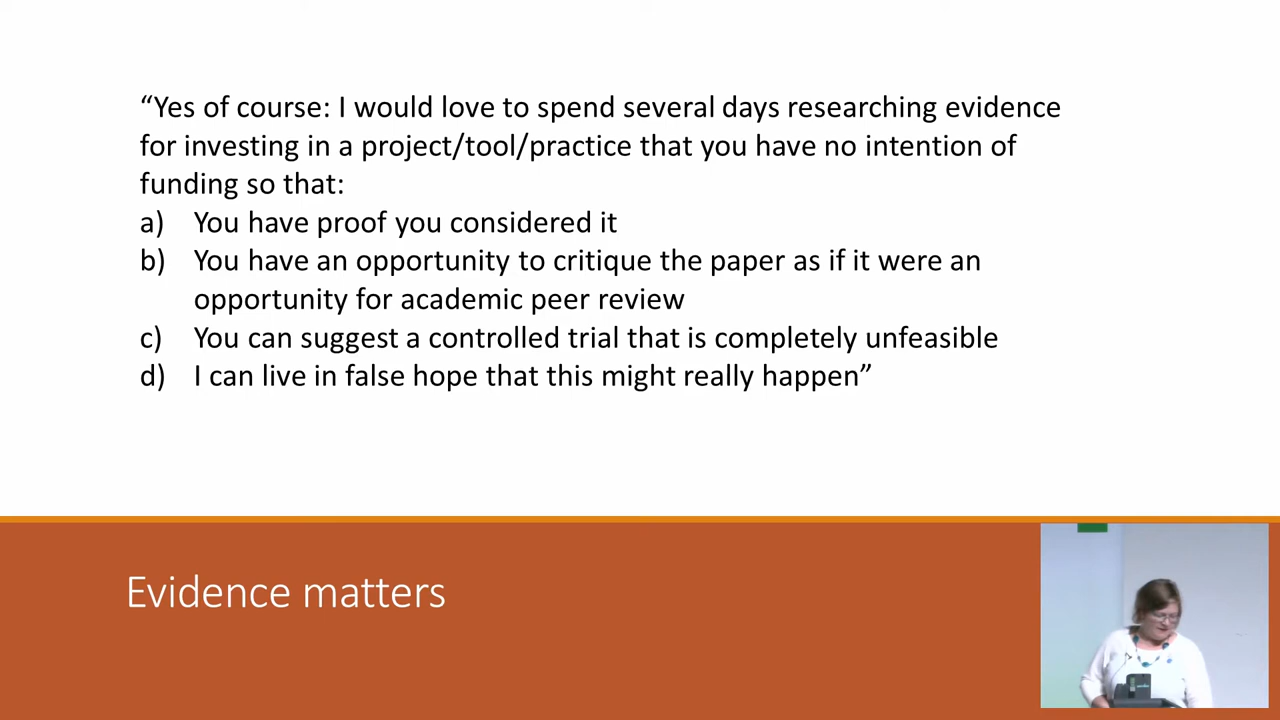 “Yes of course: I would love to spend several days researching evidence
for investing in a project/tool/practice that you have no intention of
funding so that:
a) You have proof you considered it
b) You have an opportunity to critique the paper as if it were an
opportunity for academic peer review
c) You can suggest a controlled trial that is completely unfeasible
d) I can live in false hope that this might really happen”
Evidence matters